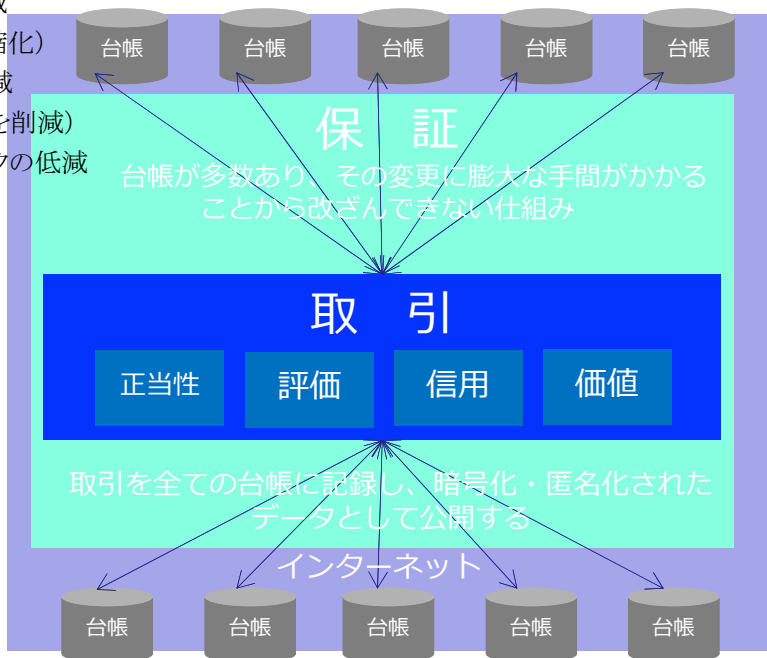 縮化）
減
を削減）
クの低減
台帳
台帳
台帳
台帳
台帳
保　証
台帳が多数あり、その変更に膨大な手間がかかる
ことから改ざんできない仕組み
取　引
正当性
評価
信用
価値
取引を全ての台帳に記録し、暗号化・匿名化された
データとして公開する
インターネット
台帳
台帳
台帳
台帳
台帳